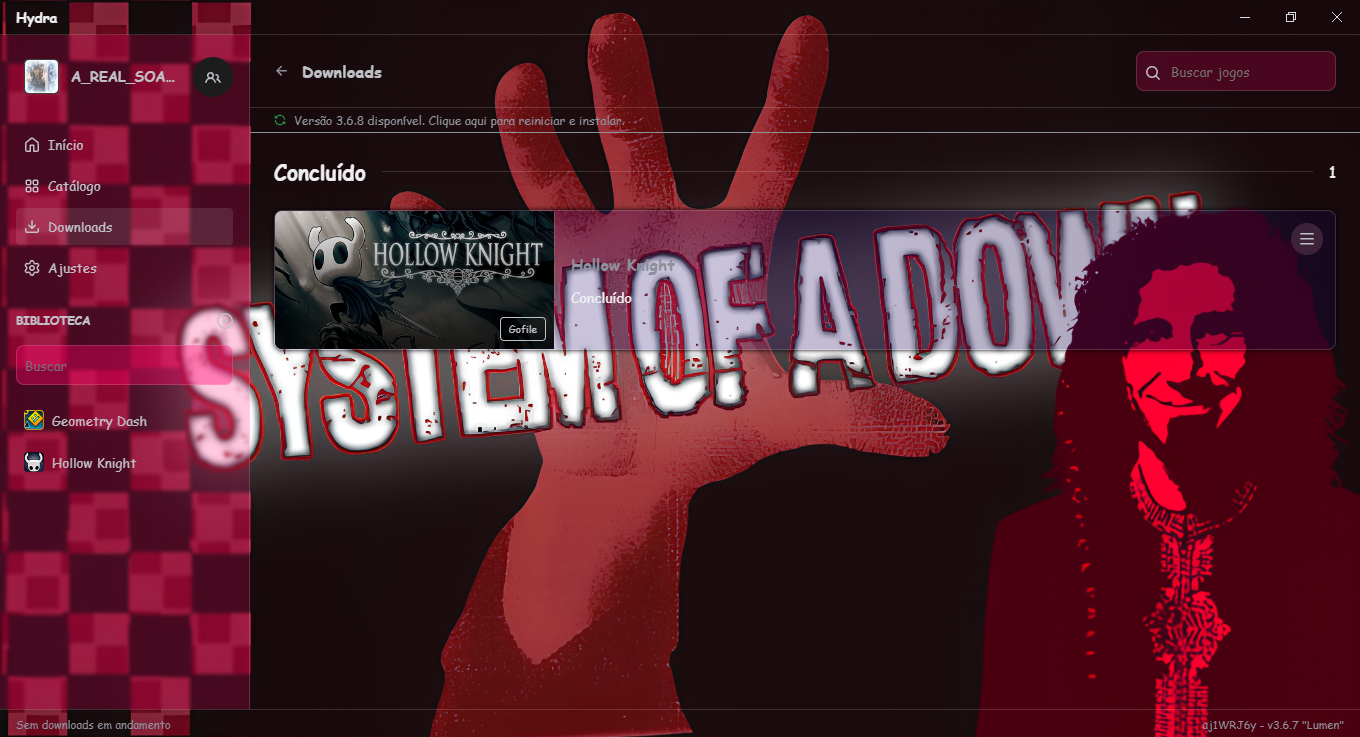 Hydra
A_REAL_SOA...
Downloads
Buscar jogos
Versão 3.6.8 disponível. Clique aqui para reiniciar e instalar.
Início
Catálogo
Downloads
Ajustes
Concluído
1
HOLLOW KNIGHT
Gofile
Hollow Knight
Concluído
SYSTEM OF A DOWN
BIBLIOTECA
Buscar
Geometry Dash
Hollow Knight
Sem downloads em andamento
aj1WRJ6y - v3.6.7 "Lumen"